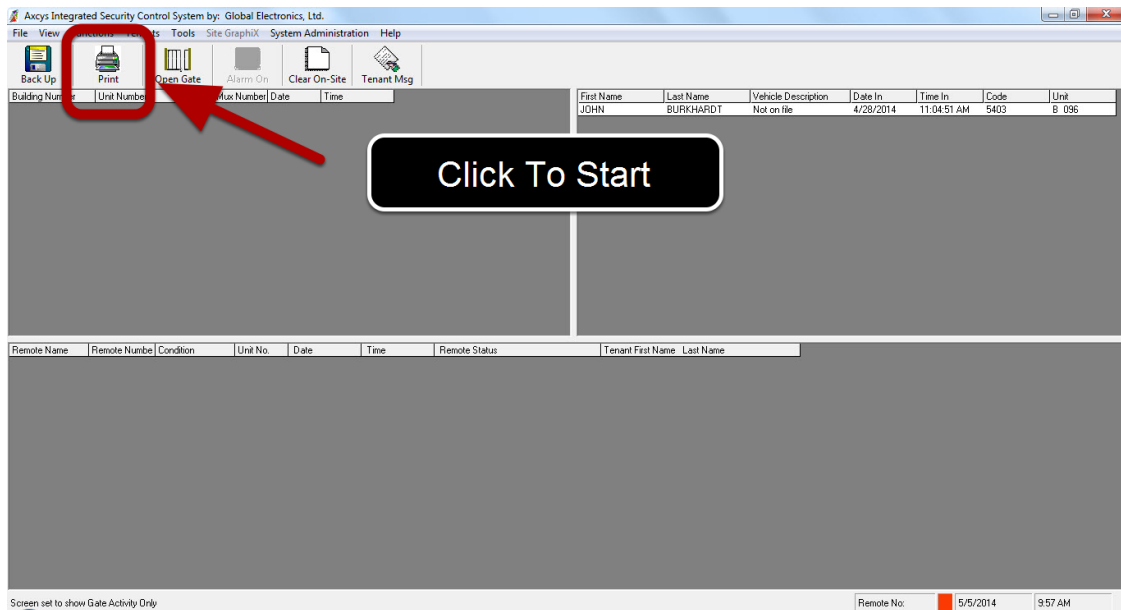 Axcys Integrated Security Control System by: Global Electronics, Ltd.
File View Tools Site GraphiX System Administration Help
Back Up Print Open Gate Alarm On Clear On-Site Tenant Msg
Building Number Unit Number Mux Number Date Time
First Name Last Name Vehicle Description Date In Time In Code Unit
JOHN BURKHARDT Not on file 4/28/2014 11:04:51 AM 5403 B 096
Click To Start
Remote Name Remote Numbe Condition Unit No. Date Time Remote Status Tenant First Name Last Name
Screen set to show Gate Activity Only
Remote No: 5/5/2014 9:57 AM